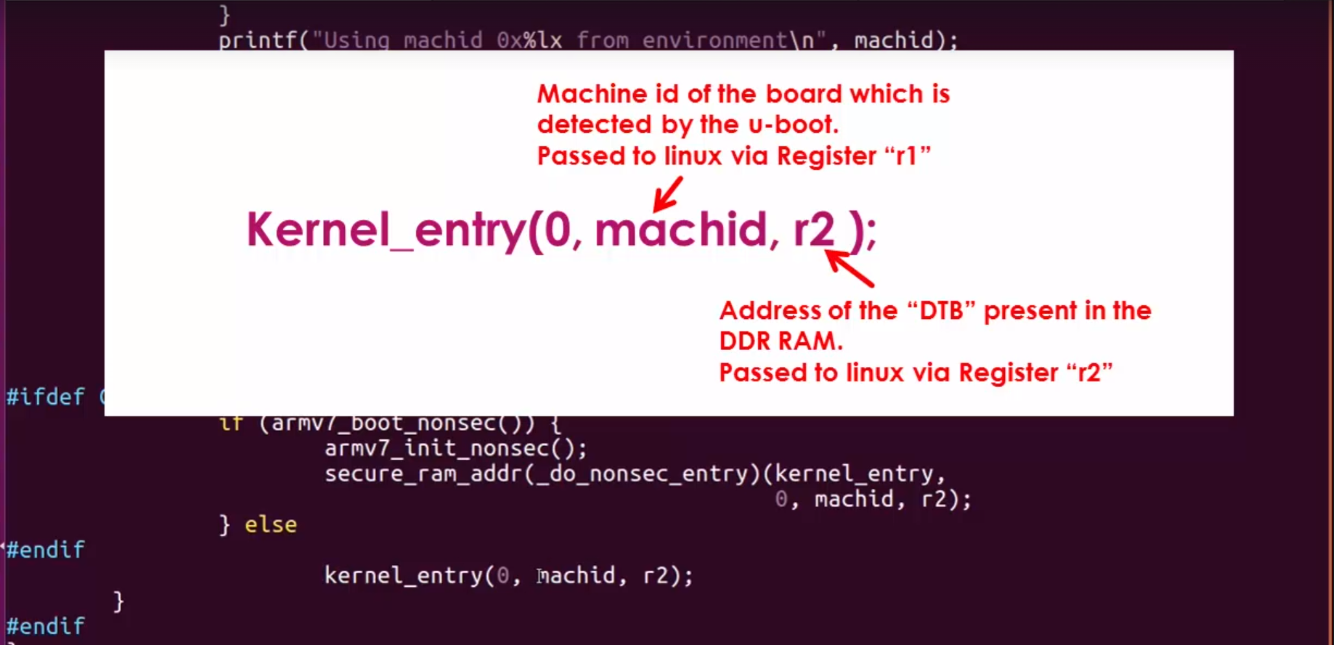 }
printf("Using machid 0x%lx from environment\n", machid);
Machine id of the board which is
detected by the u-boot.
Passed to linux via Register “r1”
Kernel_entry(0, machid, r2 );
Address of the “DTB” present in the
DDR RAM.
Passed to linux via Register “r2”
#ifdef
if (armv7_boot_nonsec()) {
armv7_init_nonsec();
secure_ram_addr(_do_nonsec_entry)(kernel_entry,
0, machid, r2);
} else
#endif
kernel_entry(0, machid, r2);
}
#endif